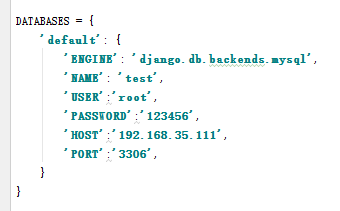 DATABASES = {
    'default': {
        'ENGINE': 'django.db.backends.mysql',
        'NAME': 'test',
        'USER':'root',
        'PASSWORD':'123456',
        'HOST':'192.168.35.111',
        'PORT':'3306',
    }
}